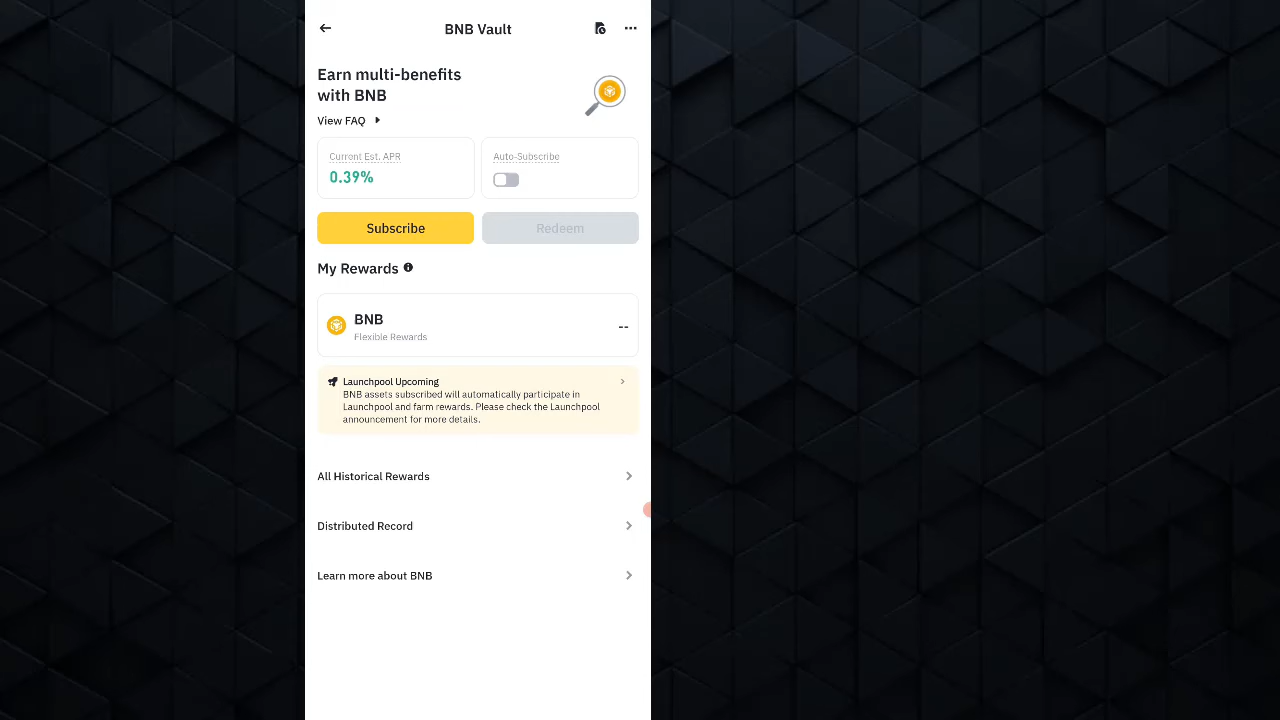 BNB Vault
Earn multi-benefits
with BNB
View FAQ
Current Est. APR
0.39%
Auto-Subscribe
Subscribe
Redeem
My Rewards
BNB
--
Flexible Rewards
Launchpool Upcoming
BNB assets subscribed will automatically participate in
Launchpool and farm rewards. Please check the Launchpool
announcement for more details.
All Historical Rewards
Distributed Record
Learn more about BNB